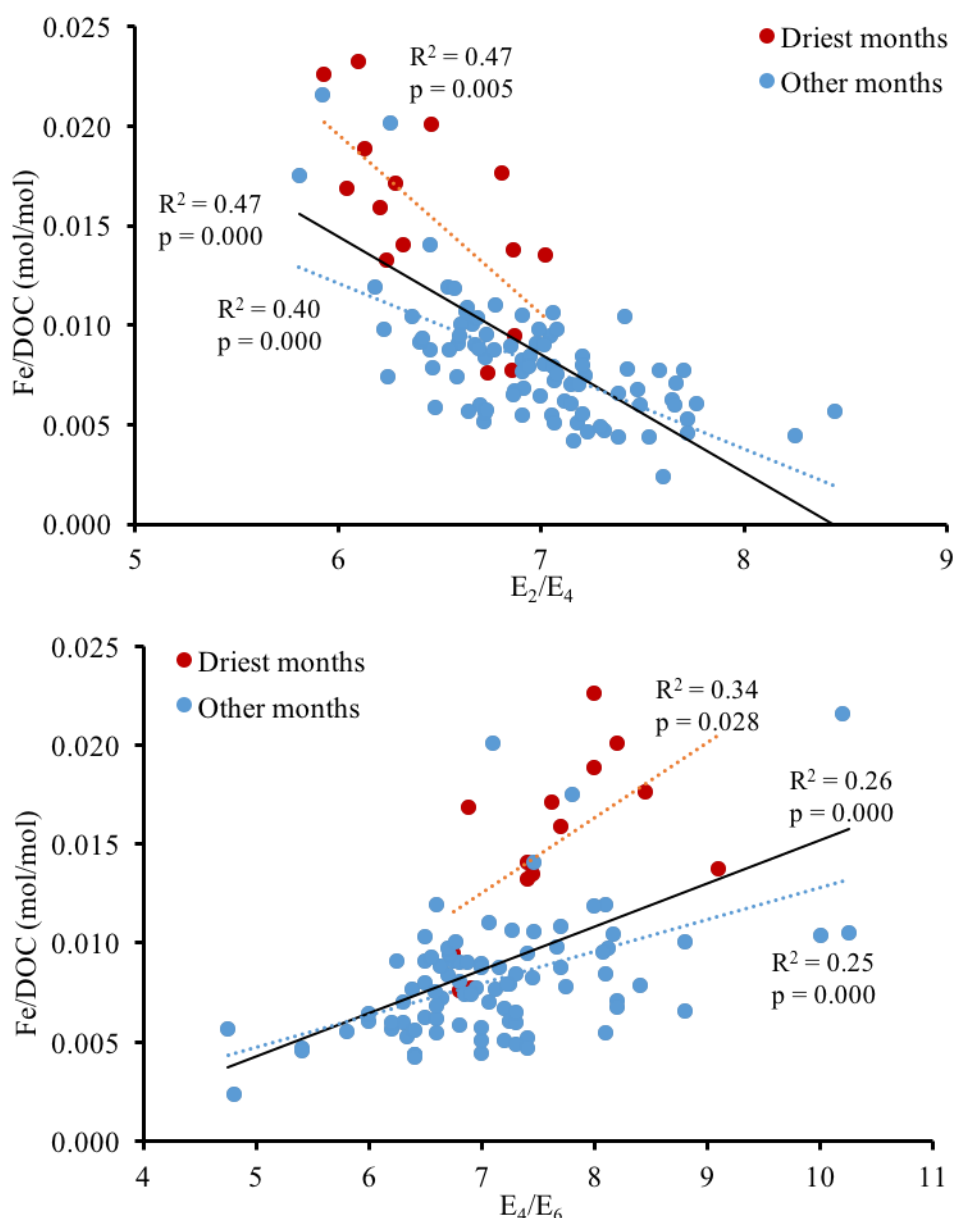 0.025
0.020
0.015
0.010
0.005
0.000
Fe/DOC (mol/mol)
R² = 0.47
p = 0.005
Driest months
Other months
R² = 0.47
p = 0.000
R² = 0.40
p = 0.000
5 6 7 8 9
E₂/E₄
0.025
0.020
0.015
0.010
0.005
0.000
Fe/DOC (mol/mol)
Driest months
Other months
R² = 0.34
p = 0.028
R² = 0.26
p = 0.000
R² = 0.25
p = 0.000
4 5 6 7 8 9 10 11
E₄/E₆